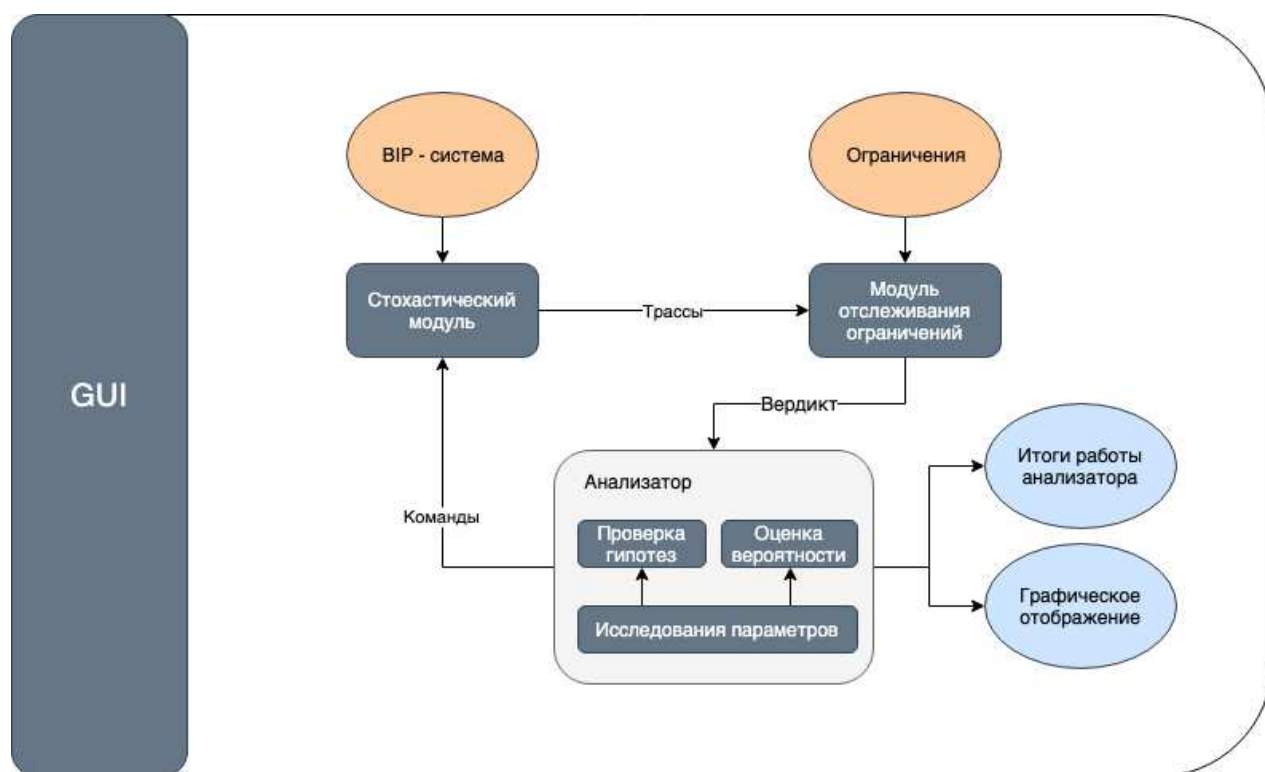 GUI
BIP - система
Ограничения
Стохастический
модуль
Трассы
Модуль
отслеживания
ограничений
Вердикт
Команды
Анализатор
Проверка
гипотез
Оценка
вероятности
Исследования параметров
Итоги работы
анализатора
Графическое
отображение